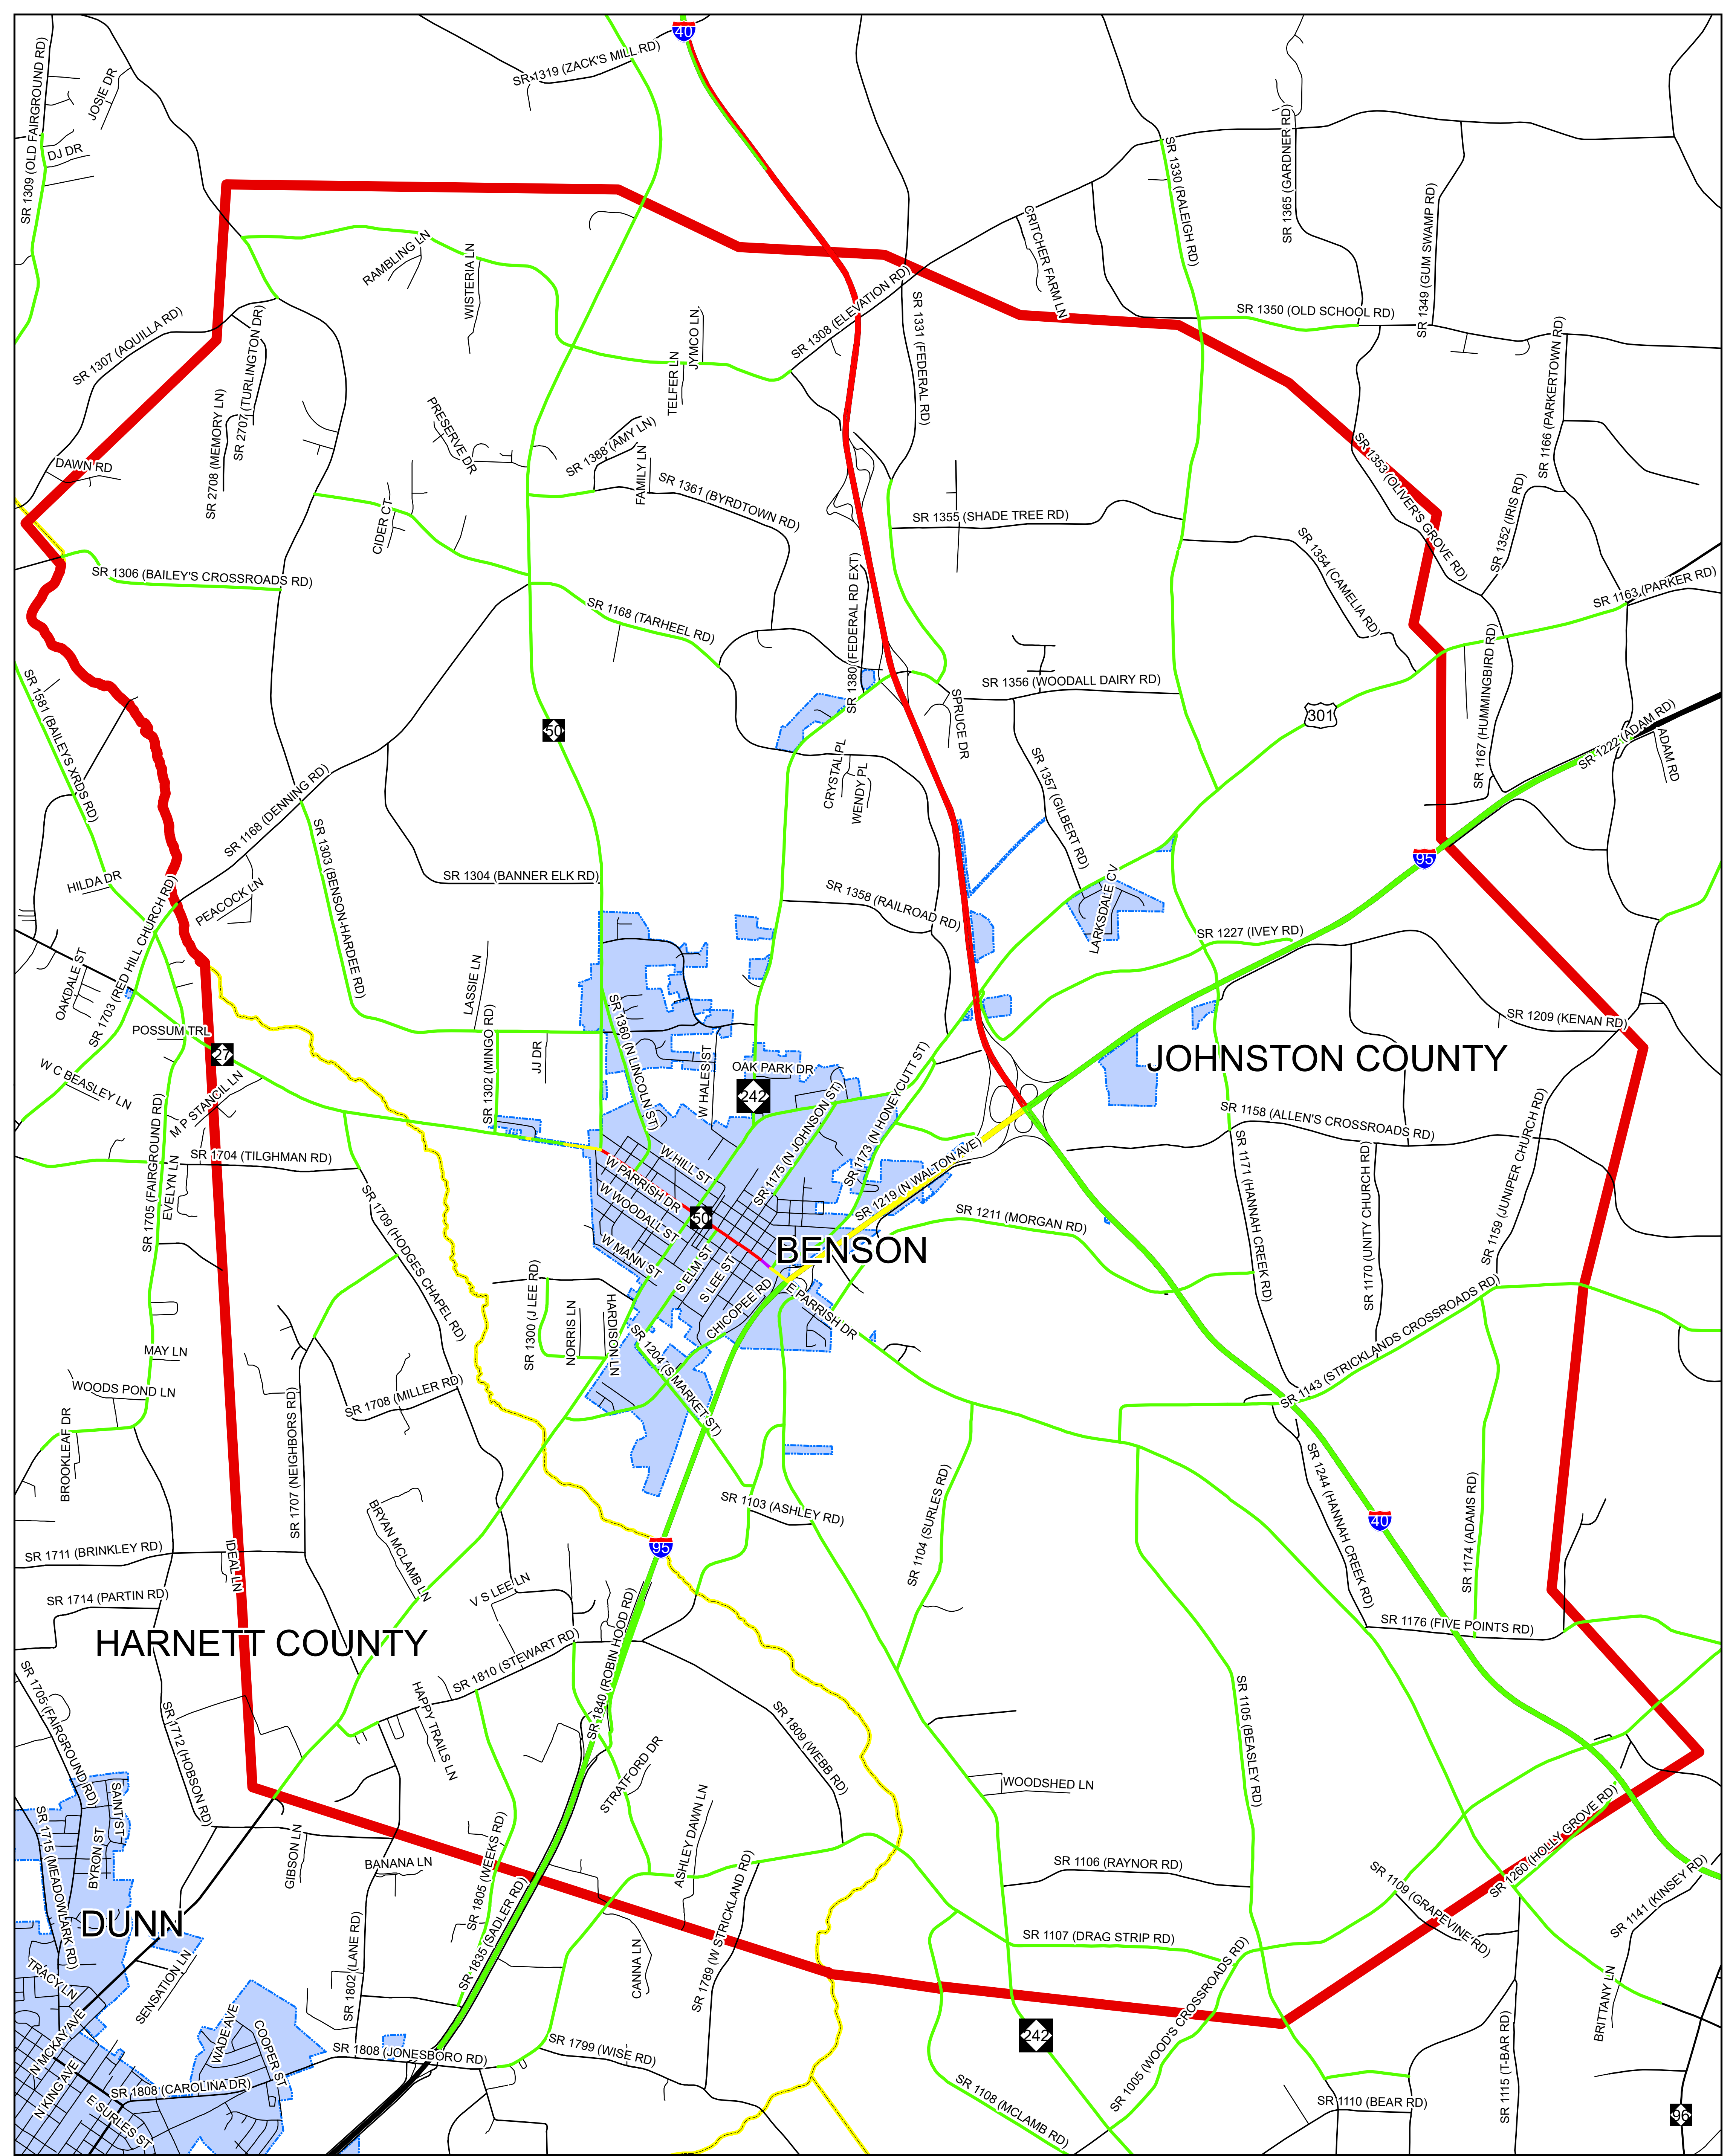 40
SR 1319 (ZACK'S MILL RD)
SR 1309 (OLD FAIRGROUND RD)
JOSIE DR
DJ DR
SR 1330 (RALEIGH RD)
SR 1365 (GARDNER RD)
SR 1349 (GUM SWAMP RD)
CRITCHER FARM LN
RAMBLING LN
WISTERIA LN
SR 1308 (ELEVATION RD)
SR 1331 (FEDERAL RD)
SR 1350 (OLD SCHOOL RD)
SR 1307 (AQUILLA RD)
SR 2707 (TURLINGTON DR)
SR 2708 (MEMORY LN)
JYMCO LN
TELFER LN
SR 1166 (PARKERTOWN RD)
PRESERVE DR
SR 1388 (AMY LN)
FAMILY LN
SR 1361 (BYRDTOWN RD)
DAWN RD
CIDER CT
SR 1355 (SHADE TREE RD)
SR 1353 (OLIVER'S GROVE RD)
SR 1352 (IRIS RD)
SR 1354 (CAMELIA RD)
SR 1306 (BAILEY'S CROSSROADS RD)
SR 1168 (TARHEEL RD)
SR 1380 (FEDERAL RD EXT)
SR 1163 (PARKER RD)
SR 1167 (HUMMINGBIRD RD)
SR 1356 (WOODALL DAIRY RD)
SR 1581 (BAILEYS XRDS RD)
50
SPRUCE DR
301
SR 1222 (ADAM RD)
ADAM RD
CRYSTAL PL
WENDY PL
SR 1357 (GILBERT RD)
SR 1168 (DENNING RD)
SR 1303 (BENSON-HARDEE RD)
95
HILDA DR
SR 1304 (BANNER ELK RD)
PEACOCK LN
SR 1358 (RAILROAD RD)
LARKSDALE CV
SR 1227 (IVEY RD)
OAKDALE ST
SR 1703 (RED HILL CHURCH RD)
LASSIE LN
SR 1302 (MINGO RD)
SR 1360 (N LINCOLN ST)
SR 1209 (KENAN RD)
POSSUM TRL
27
JJ DR
W HALE ST
OAK PARK DR
242
JOHNSTON COUNTY
W C BEASLEY LN
M P STANCIL LN
SR 1175 (N JOHNSON ST)
SR 1173 (N HONEYCUTT ST)
SR 1158 (ALLEN'S CROSSROADS RD)
SR 1704 (TILGHMAN RD)
SR 1705 (FAIRGROUND RD)
EVELYN LN
W HILL ST
W PARRISH DR
W WOODALL ST
W MANN ST
50
S ELM ST
S LEE ST
SR 1219 (N WALTON AVE)
SR 1211 (MORGAN RD)
BENSON
SR 1171 (HANNAH CREEK RD)
SR 1170 (UNITY CHURCH RD)
SR 1159 (JUNIPER CHURCH RD)
SR 1709 (HODGES CHAPEL RD)
SR 1300 (J LEE RD)
NORRIS LN
HARDISON LN
CHICOPEE RD
E PARRISH DR
SR 1204 (S MARKET ST)
MAY LN
WOODS POND LN
BROOKLEAF DR
SR 1708 (MILLER RD)
SR 1707 (NEIGHBORS RD)
SR 1143 (STRICKLANDS CROSSROADS RD)
SR 1244 (HANNAH CREEK RD)
SR 1174 (ADAMS RD)
40
SR 1103 (ASHLEY RD)
SR 1104 (SURLES RD)
BRYAN MCLAMB LN
95
SR 1711 (BRINKLEY RD)
IDEAL LN
SR 1714 (PARTIN RD)
V S LEE LN
HARNETT COUNTY
SR 1176 (FIVE POINTS RD)
SR 1810 (STEWART RD)
SR 1840 (ROBIN HOOD RD)
SR 1705 (FAIRGROUND RD)
SR 1712 (HOBSON RD)
HAPPY TRAILS LN
SR 1809 (WEBB RD)
SR 1105 (BEASLEY RD)
STRATFORD DR
WOODSHED LN
SAINT ST
BYRON ST
SR 1715 (MEADOWLARK RD)
GIBSON LN
BANANA LN
SR 1805 (WEEKS RD)
ASHLEY DAWN LN
SR 1106 (RAYNOR RD)
SR 1109 (GRAPEVINE RD)
SR 1260 (HOLLY GROVE RD)
SR 1141 (KINSEY RD)
DUNN
SR 1835 (SADLER RD)
SR 1802 (LANE RD)
CANNA LN
SR 1789 (W STRICKLAND RD)
SR 1107 (DRAG STRIP RD)
TRACY LN
SENSATION LN
N MCKAY AVE
N KING AVE
WADE AVE
COOPER ST
SR 1808 (JONESBORO RD)
SR 1799 (WISE RD)
242
SR 1005 (WOOD'S CROSSROADS RD)
BRITTANY LN
SR 1115 (T-BAR RD)
SR 1808 (CAROLINA DR)
E SURLES ST
SR 1108 (MCLAMB RD)
SR 1110 (BEAR RD)
96